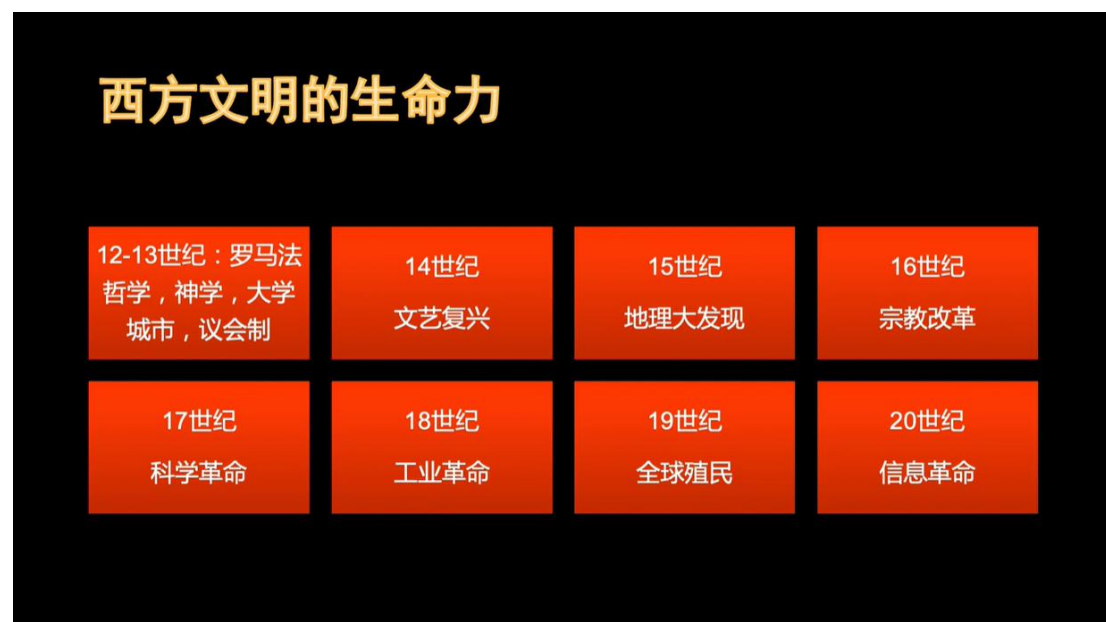 西方文明的生命力
12-13世纪：罗马法
哲学，神学，大学
城市，议会制
14世纪
文艺复兴
15世纪
地理大发现
16世纪
宗教改革
17世纪
科学革命
18世纪
工业革命
19世纪
全球殖民
20世纪
信息革命